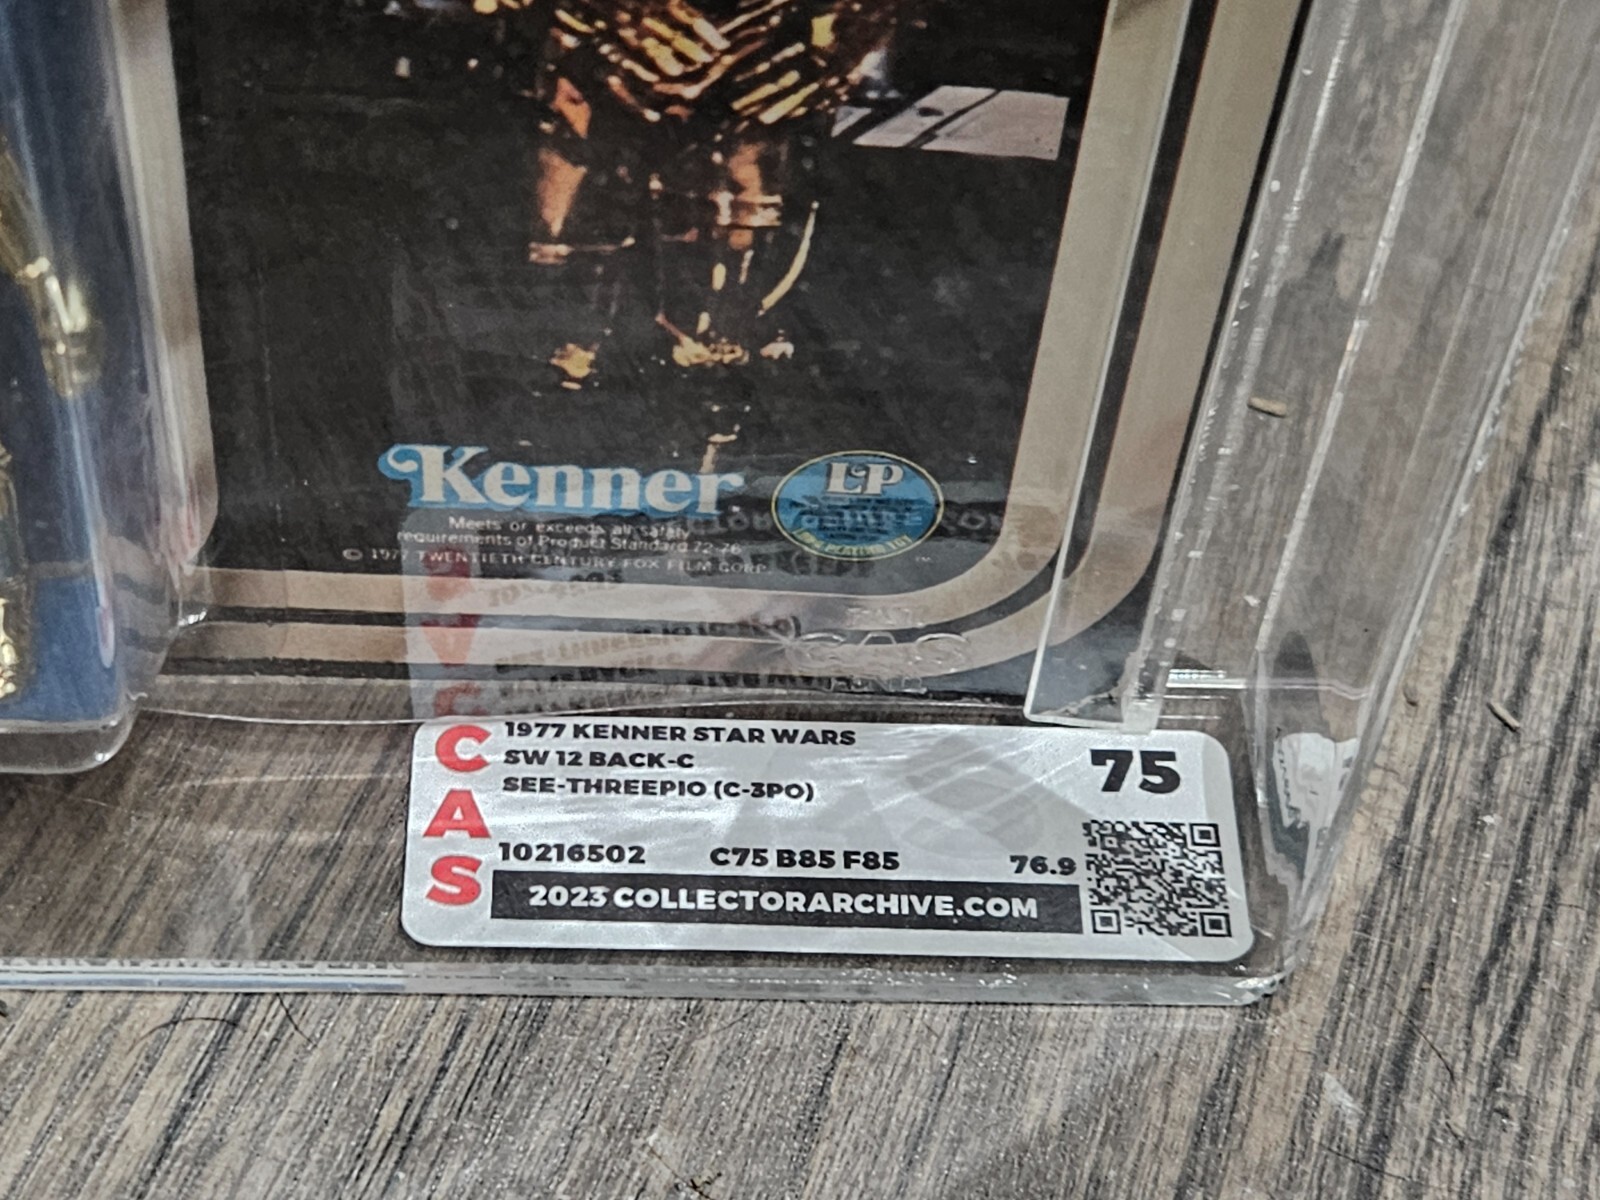 Kenner
LP
Meets or exceeds all safety
requirements of Product Standard 72-76
© 1977 TWENTIETH CENTURY FOX FILM CORP.
TM
CAS
1977 KENNER STAR WARS
SW 12 BACK-C
SEE-THREEPIO (C-3PO)
75
10216502 C75 B85 F85 76.9
2023 COLLECTORARCHIVE.COM